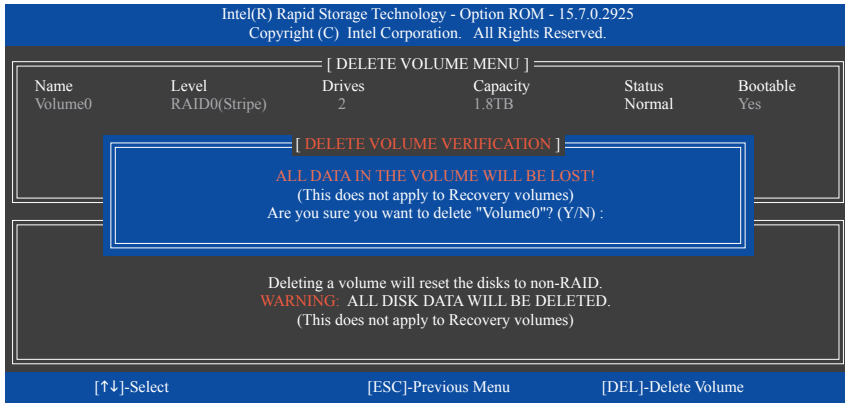 Intel(R) Rapid Storage Technology - Option ROM - 15.7.0.2925
Copyright (C) Intel Corporation. All Rights Reserved.
[ DELETE VOLUME MENU ]
Name Level Drives Capacity Status Bootable
Volume0 RAID0(Stripe) 2 1.8TB Normal Yes
[ DELETE VOLUME VERIFICATION ]
ALL DATA IN THE VOLUME WILL BE LOST!
(This does not apply to Recovery volumes)
Are you sure you want to delete "Volume0"? (Y/N) :
Deleting a volume will reset the disks to non-RAID.
WARNING: ALL DISK DATA WILL BE DELETED.
(This does not apply to Recovery volumes)
[↑↓]-Select [ESC]-Previous Menu [DEL]-Delete Volume